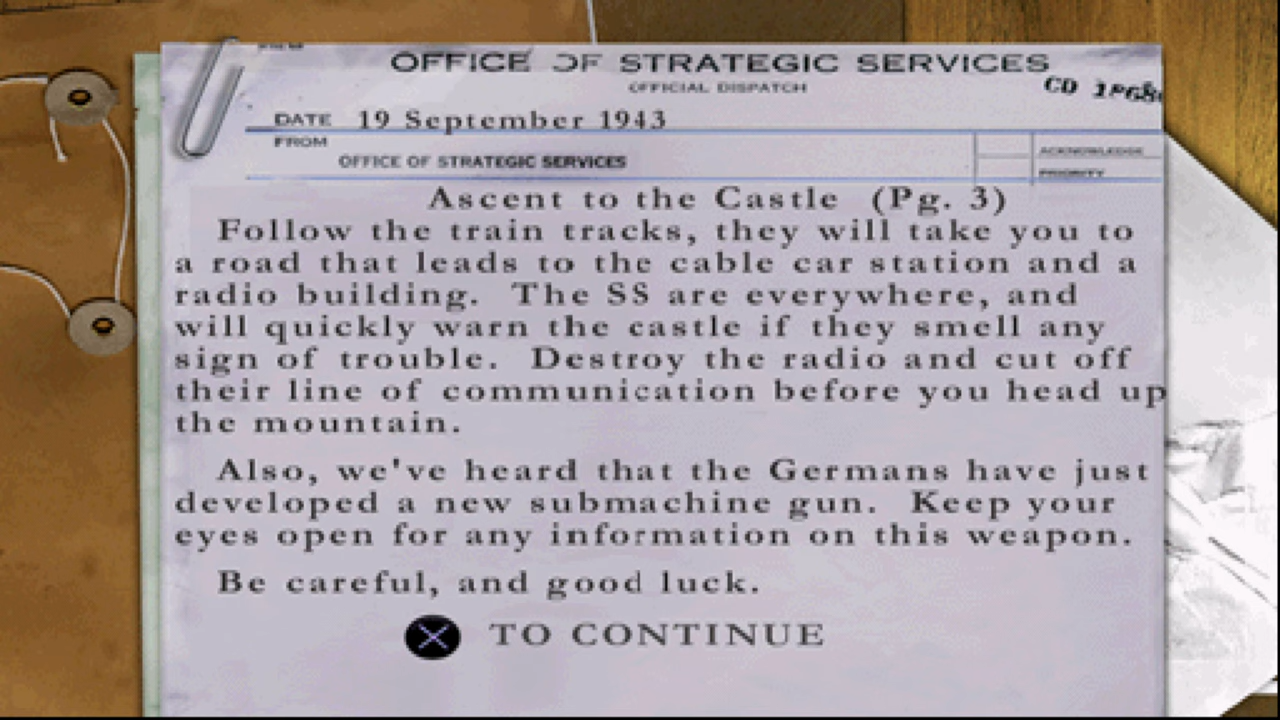 OFFICE OF STRATEGIC SERVICES
OFFICIAL DISPATCH
DATE 19 September 1943
FROM
OFFICE OF STRATEGIC SERVICES
ACKNOWLEDGE
PRIORITY
Ascent to the Castle (Pg. 3)
Follow the train tracks, they will take you to
a road that leads to the cable car station and a
radio building. The SS are everywhere, and
will quickly warn the castle if they smell any
sign of trouble. Destroy the radio and cut off
their line of communication before you head up
the mountain.
Also, we've heard that the Germans have just
developed a new submachine gun. Keep your
eyes open for any information on this weapon.
Be careful, and good luck.
TO CONTINUE